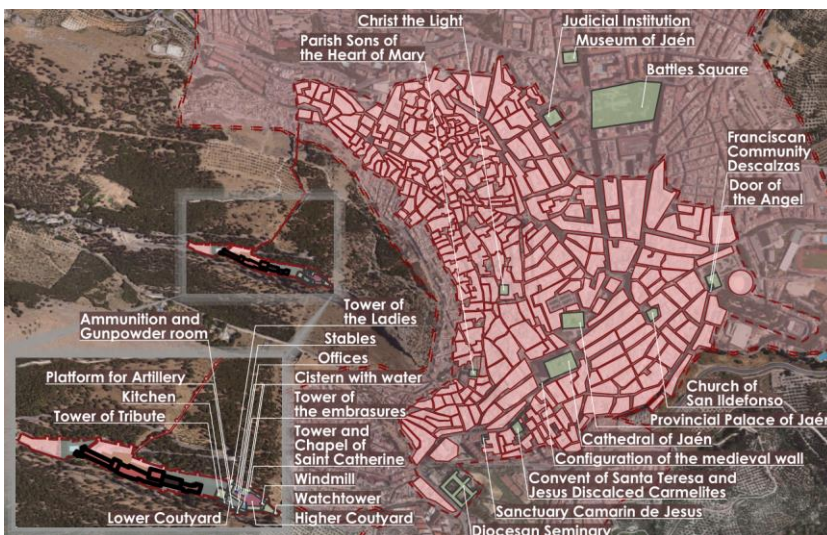 Christ the Light
Parish Sons of
the Heart of Mary
Judicial Institution
Museum of Jaén
Battles Square
Franciscan
Community
Descalzas
Door of
the Angel
Ammunition and
Gunpowder room
Tower of
the Ladies
Stables
Offices
Platform for Artillery
Cistern with water
Kitchen
Tower of
the embrasures
Tower of Tribute
Tower and
Chapel of
Saint Catherine
Windmill
Watchtower
Lower Coutyard
Higher Coutyard
Church of
San Ildefonso
Provincial Palace of Jaén
Cathedral of Jaén
Configuration of the medieval wall
Convent of Santa Teresa and
Jesus Discalced Carmelites
Sanctuary Camarin de Jesus
Diocesan Seminary